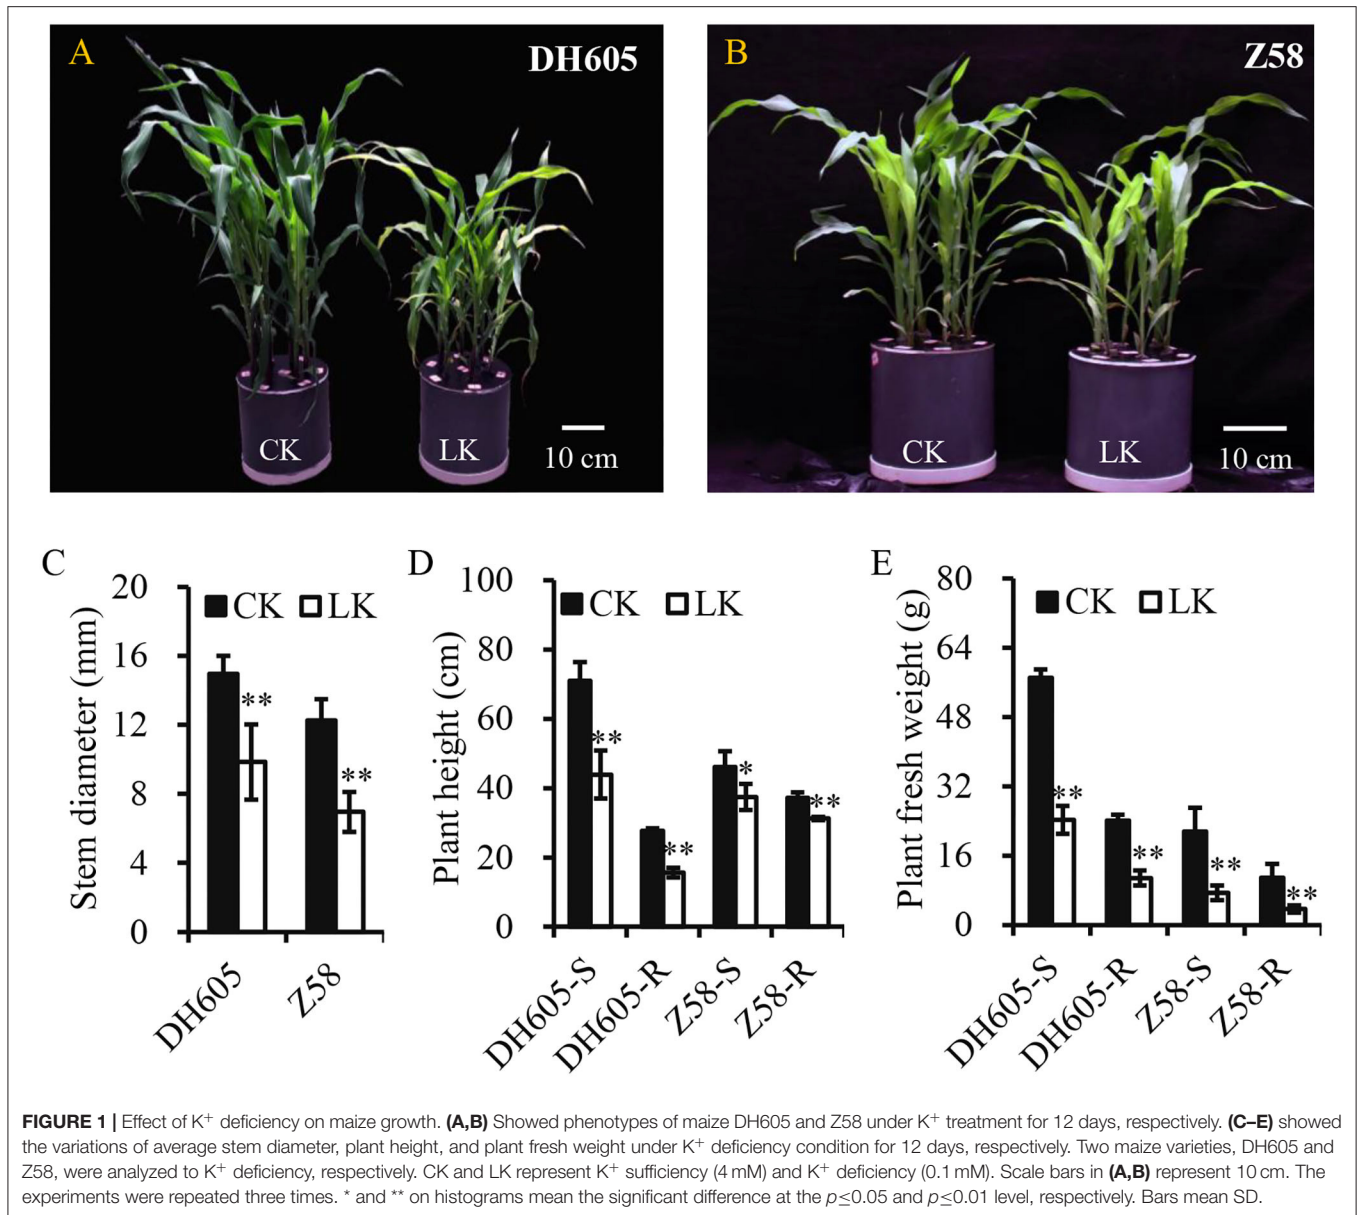 A
DH605
CK
LK
10 cm
B
Z58
CK
LK
10 cm
C
Stem diameter (mm)
20
16
12
8
4
0
CK LK
**
**
DH605
Z58
D
Plant height (cm)
100
80
60
40
20
0
CK LK
**
**
*
**
DH605-S
DH605-R
Z58-S
Z58-R
E
Plant fresh weight (g)
80
64
48
32
16
0
CK LK
**
**
**
**
DH605-S
DH605-R
Z58-S
Z58-R
FIGURE 1 | Effect of K⁺ deficiency on maize growth. (A,B) Showed phenotypes of maize DH605 and Z58 under K⁺ treatment for 12 days, respectively. (C–E) showed
the variations of average stem diameter, plant height, and plant fresh weight under K⁺ deficiency condition for 12 days, respectively. Two maize varieties, DH605 and
Z58, were analyzed to K⁺ deficiency, respectively. CK and LK represent K⁺ sufficiency (4 mM) and K⁺ deficiency (0.1 mM). Scale bars in (A,B) represent 10 cm. The
experiments were repeated three times. * and ** on histograms mean the significant difference at the p≤0.05 and p≤0.01 level, respectively. Bars mean SD.